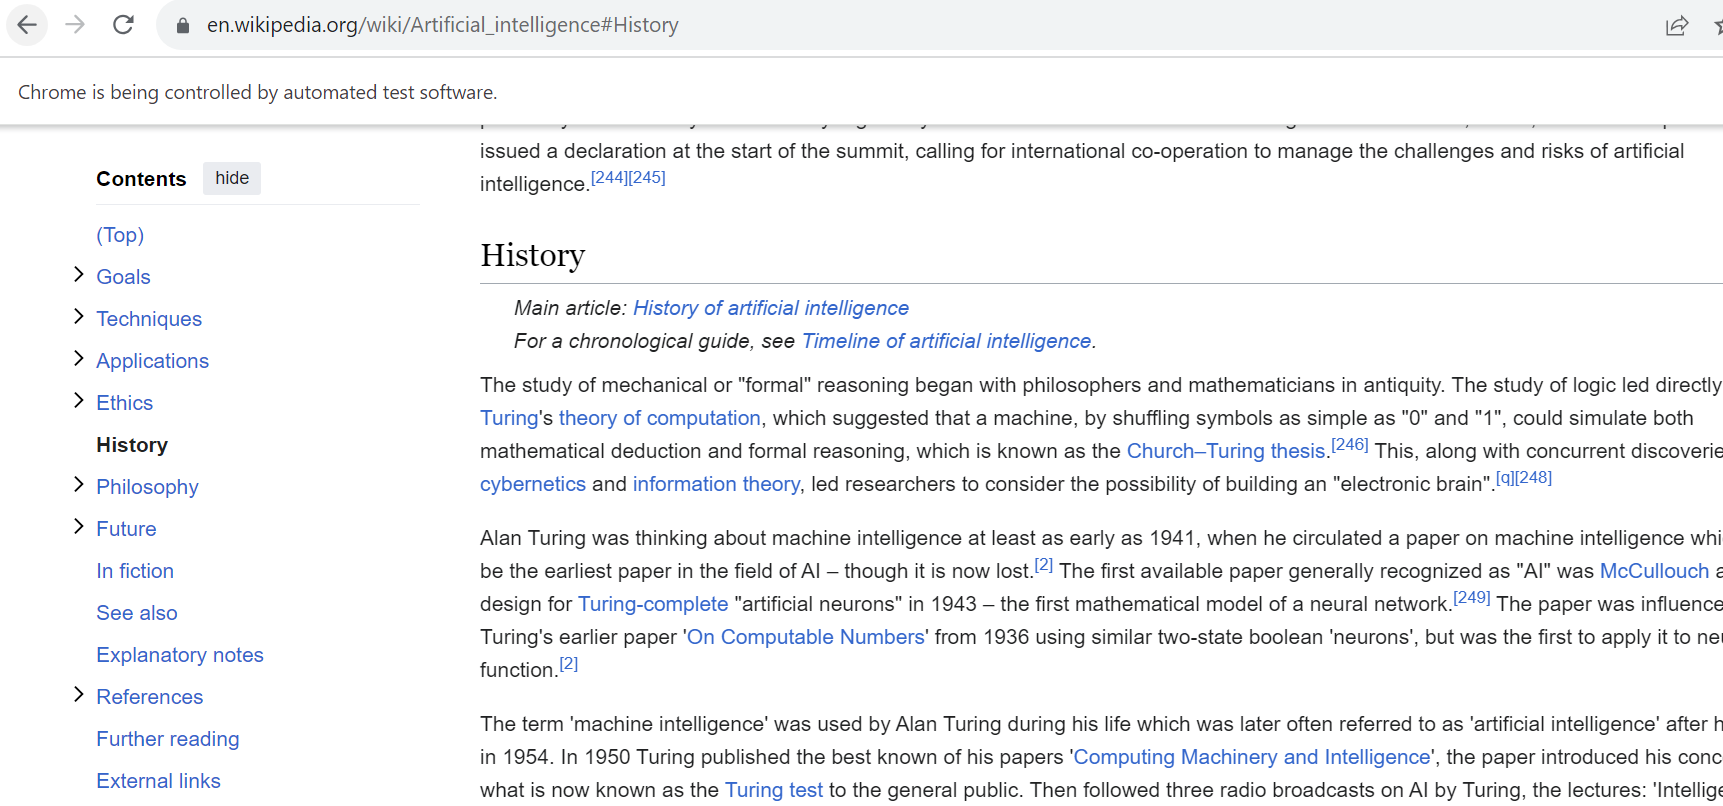 en.wikipedia.org/wiki/Artificial_intelligence#History
Chrome is being controlled by automated test software.
Contents hide
(Top)
Goals
Techniques
Applications
Ethics
History
Philosophy
Future
In fiction
See also
Explanatory notes
References
Further reading
External links
issued a declaration at the start of the summit, calling for international co-operation to manage the challenges and risks of artificial
intelligence.[244][245]
History
Main article: History of artificial intelligence
For a chronological guide, see Timeline of artificial intelligence.
The study of mechanical or "formal" reasoning began with philosophers and mathematicians in antiquity. The study of logic led directly
Turing's theory of computation, which suggested that a machine, by shuffling symbols as simple as "0" and "1", could simulate both
mathematical deduction and formal reasoning, which is known as the Church–Turing thesis.[246] This, along with concurrent discoverie
cybernetics and information theory, led researchers to consider the possibility of building an "electronic brain".[q][248]
Alan Turing was thinking about machine intelligence at least as early as 1941, when he circulated a paper on machine intelligence whi
be the earliest paper in the field of AI – though it is now lost.[2] The first available paper generally recognized as "AI" was McCullouch a
design for Turing-complete "artificial neurons" in 1943 – the first mathematical model of a neural network.[249] The paper was influence
Turing's earlier paper 'On Computable Numbers' from 1936 using similar two-state boolean 'neurons', but was the first to apply it to neu
function.[2]
The term 'machine intelligence' was used by Alan Turing during his life which was later often referred to as 'artificial intelligence' after h
in 1954. In 1950 Turing published the best known of his papers 'Computing Machinery and Intelligence', the paper introduced his conc
what is now known as the Turing test to the general public. Then followed three radio broadcasts on AI by Turing, the lectures: 'Intellige